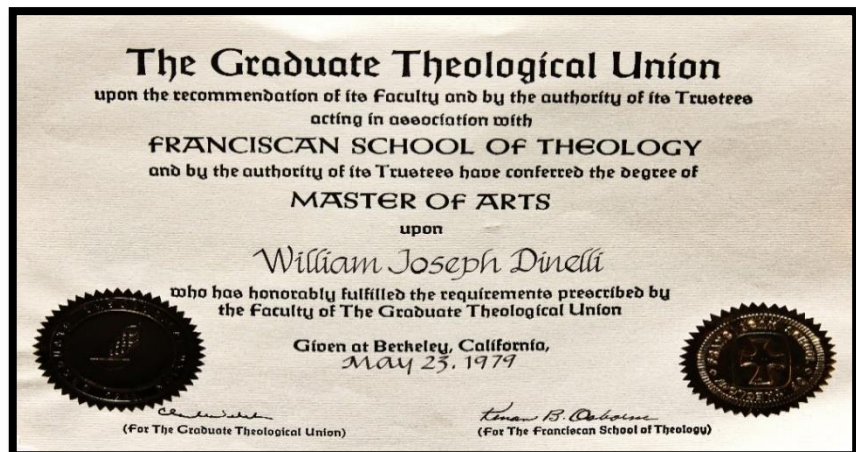 The Graduate Theological Union
upon the recommendation of its Faculty and by the authority of its Trustees
acting in association with
FRANCISCAN SCHOOL OF THEOLOGY
and by the authority of its Trustees have conferred the degree of
MASTER OF ARTS
upon
William Joseph Dinelli
who has honorably fulfilled the requirements prescribed by
the Faculty of The Graduate Theological Union
Given at Berkeley, California,
MAY 23, 1979
Kenan B. Osborne
(For The Graduate Theological Union)
(For The Franciscan School of Theology)